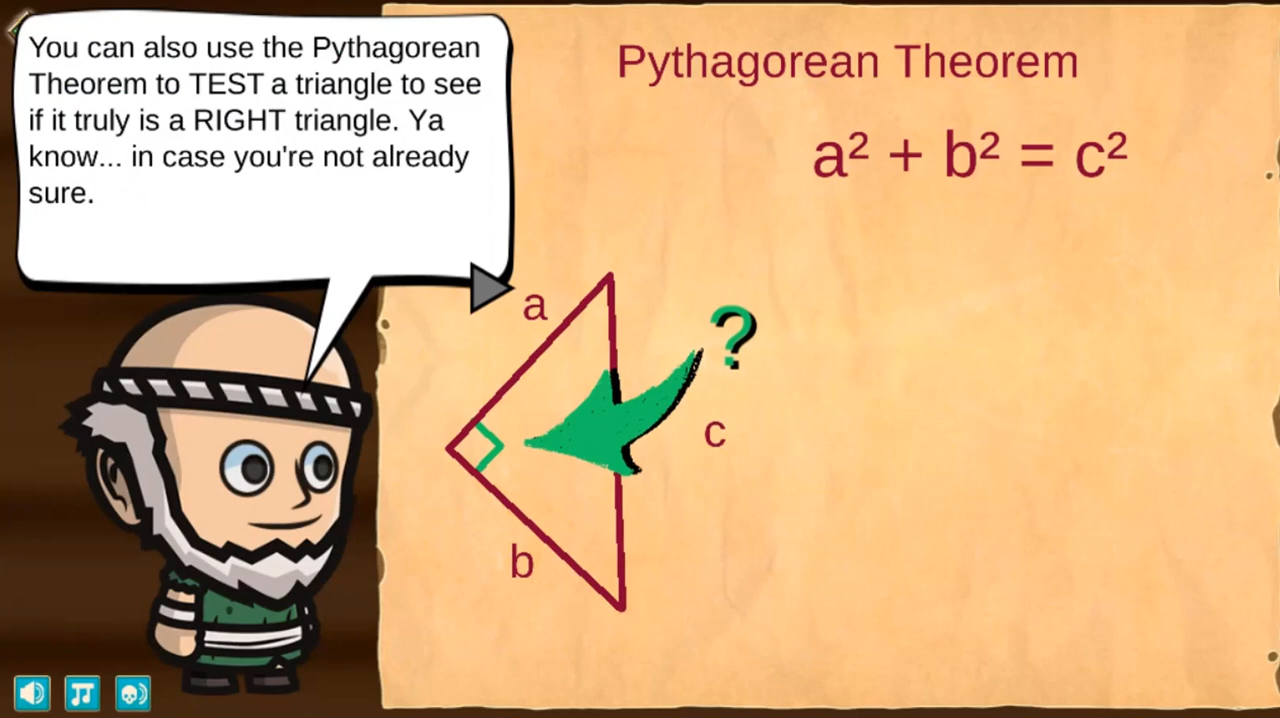 You can also use the Pythagorean
Theorem to TEST a triangle to see
if it truly is a RIGHT triangle. Ya
know... in case you're not already
sure.
Pythagorean Theorem
a² + b² = c²
a
?
c
b